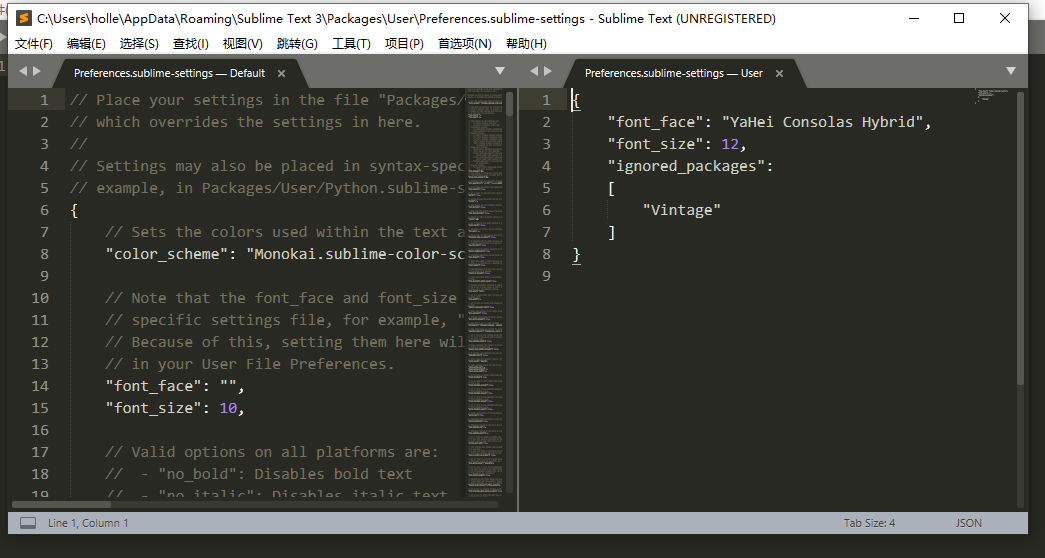 C:\Users\holle\AppData\Roaming\Sublime Text 3\Packages\User\Preferences.sublime-settings - Sublime Text (UNREGISTERED)
文件(F) 编辑(E) 选择(S) 查找(I) 视图(V) 跳转(G) 工具(T) 项目(P) 首选项(N) 帮助(H)
Preferences.sublime-settings — Default
1 // Place your settings in the file "Packages/
2 // which overrides the settings in here.
3 //
4 // Settings may also be placed in syntax-spec
5 // example, in Packages/User/Python.sublime-s
6 {
7 // Sets the colors used within the text a
8 "color_scheme": "Monokai.sublime-color-sc
9
10 // Note that the font_face and font_size
11 // specific settings file, for example, "
12 // Because of this, setting them here wil
13 // in your User File Preferences.
14 "font_face": "",
15 "font_size": 10,
16
17 // Valid options on all platforms are:
18 // - "no_bold": Disables bold text
19 // - "no_italic": Disables italic text
Preferences.sublime-settings — User
1 {
2 "font_face": "YaHei Consolas Hybrid",
3 "font_size": 12,
4 "ignored_packages":
5 [
6 "Vintage"
7 ]
8 }
9
Line 1, Column 1
Tab Size: 4
JSON